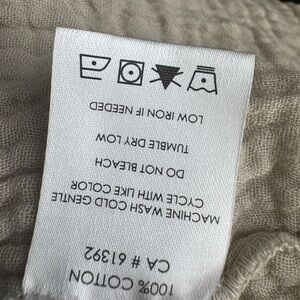 100% COTTON
CA # 61392
MACHINE WASH COLD GENTLE
CYCLE WITH LIKE COLOR
DO NOT BLEACH
TUMBLE DRY LOW
LOW IRON IF NEEDED